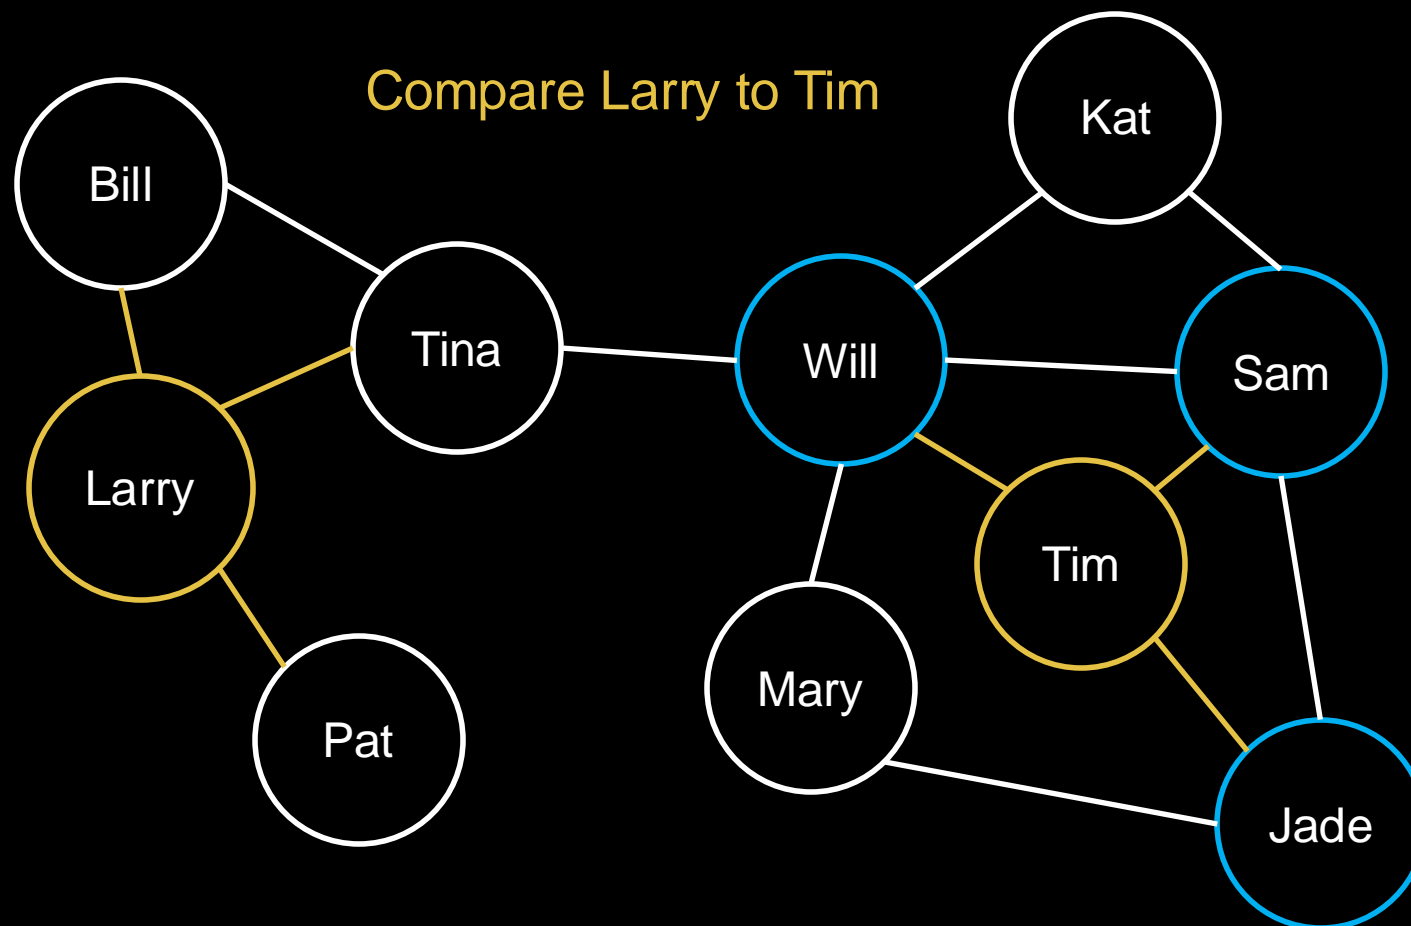 Compare Larry to Tim
Kat
Bill
Tina
Will
Sam
Larry
Tim
Mary
Pat
Jade